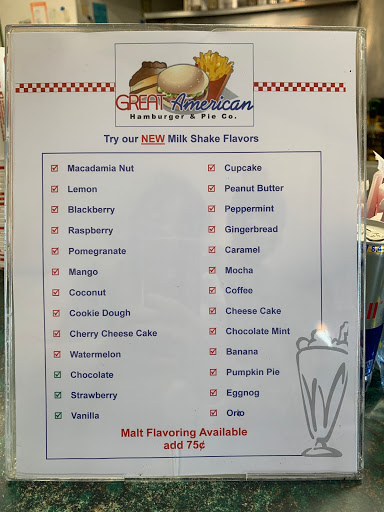 GREAT American
Hamburger & Pie Co.
Try our NEW Milk Shake Flavors
Macadamia Nut
Lemon
Blackberry
Raspberry
Pomegranate
Mango
Coconut
Cookie Dough
Cherry Cheese Cake
Watermelon
Chocolate
Strawberry
Vanilla
Cupcake
Peanut Butter
Peppermint
Gingerbread
Caramel
Mocha
Coffee
Cheese Cake
Chocolate Mint
Banana
Pumpkin Pie
Eggnog
Malt Flavoring Available
add 75¢